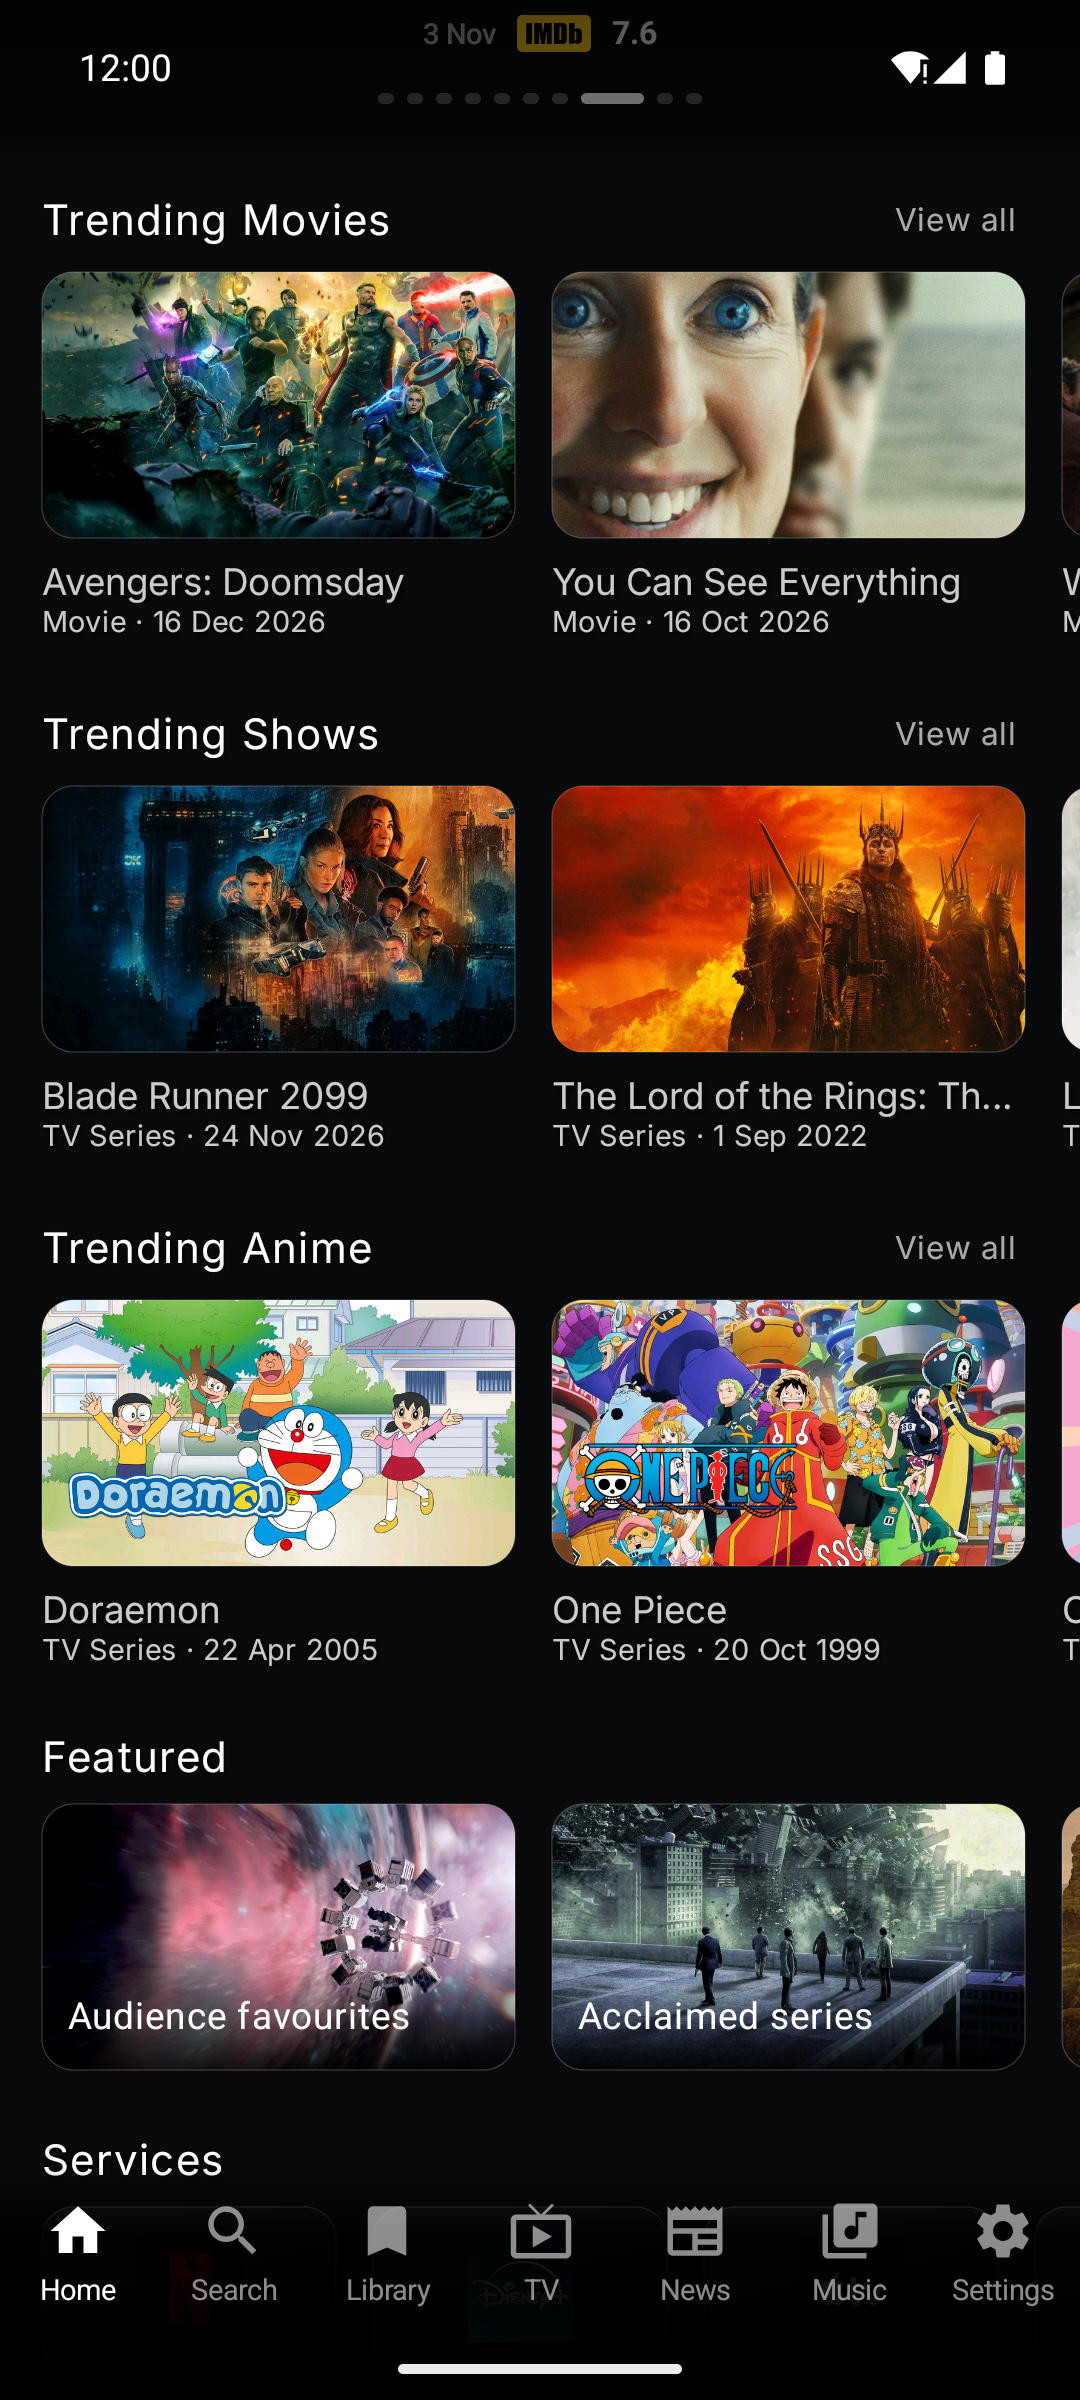 3 Nov IMDb 7.6
12:00
Trending Movies View all
Avengers: Doomsday
Movie · 16 Dec 2026
You Can See Everything
Movie · 16 Oct 2026
Trending Shows View all
Blade Runner 2099
TV Series · 24 Nov 2026
The Lord of the Rings: Th...
TV Series · 1 Sep 2022
Trending Anime View all
Doraemon
ONE PIECE
SSG
Doraemon
TV Series · 22 Apr 2005
One Piece
TV Series · 20 Oct 1999
Featured
Audience favourites
Acclaimed series
Services
Home Search Library TV News Music Settings
Disney+